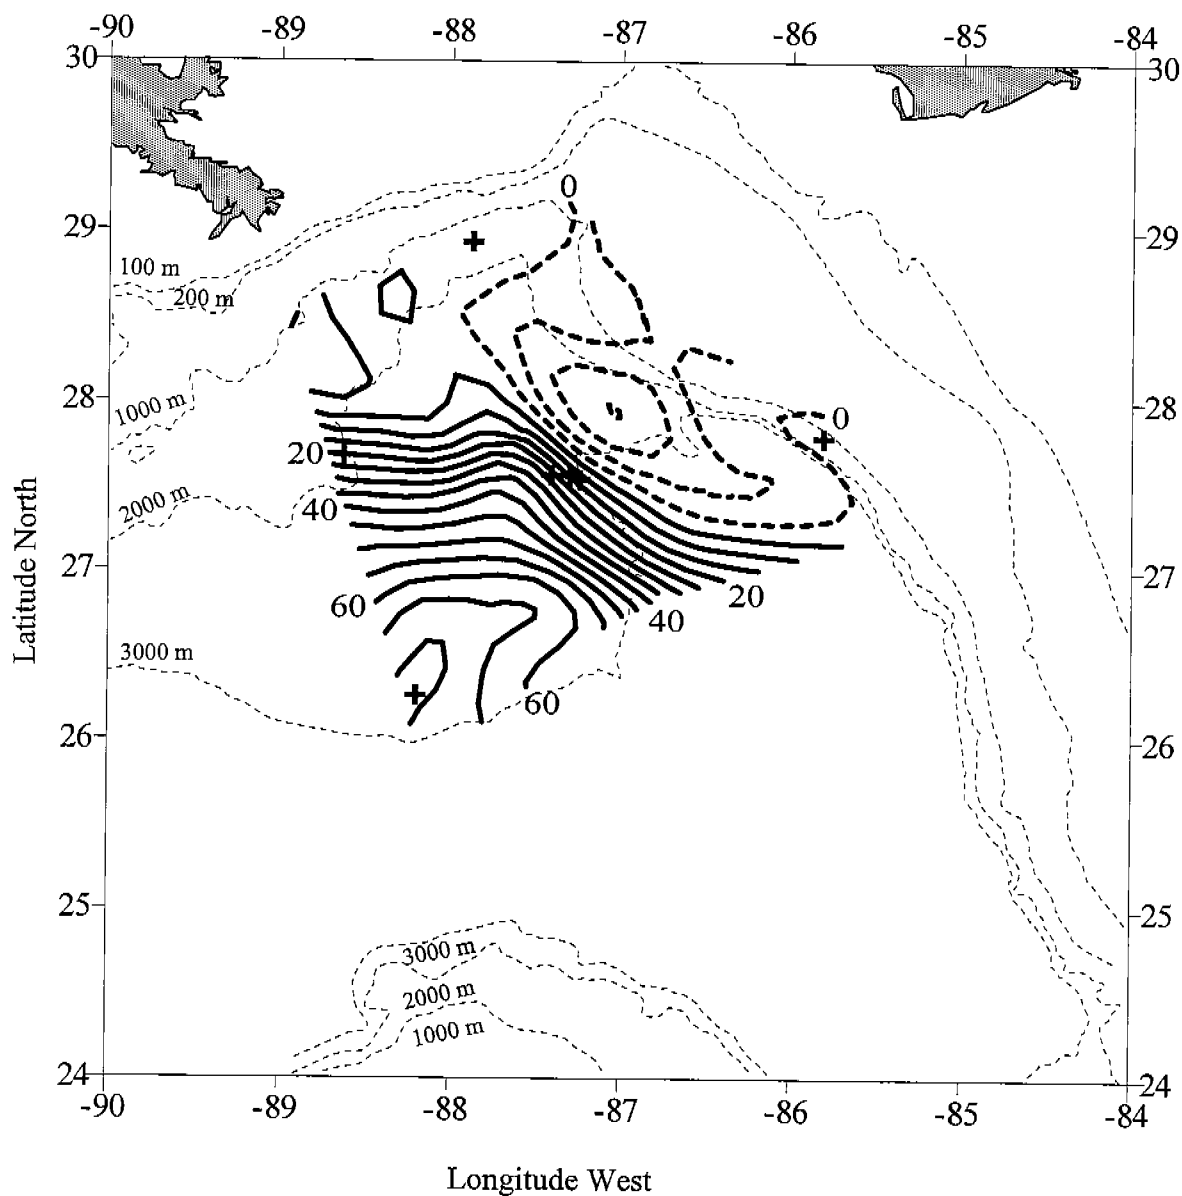 -90 -89 -88 -87 -86 -85 -84
30 30
0
29 -29
100 m
200 m
28 28
1000 m
0
20
2000 m
40
27 27
60 20
40
3000 m
60
26 26
25 25
3000 m
2000 m
1000 m
24 24
-90 -89 -88 -87 -86 -85 -84
Latitude North
Longitude West